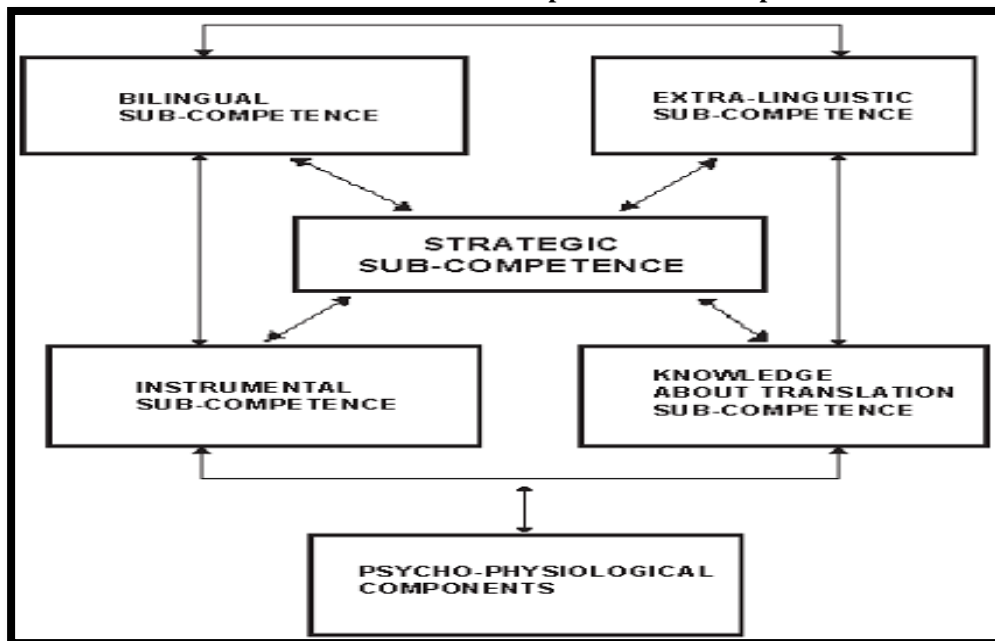 BILINGUAL
SUB-COMPETENCE
EXTRA-LINGUISTIC
SUB-COMPETENCE
STRATEGIC
SUB-COMPETENCE
INSTRUMENTAL
SUB-COMPETENCE
KNOWLEDGE
ABOUT TRANSLATION
SUB-COMPETENCE
PSYCHO-PHYSIOLOGICAL
COMPONENTS